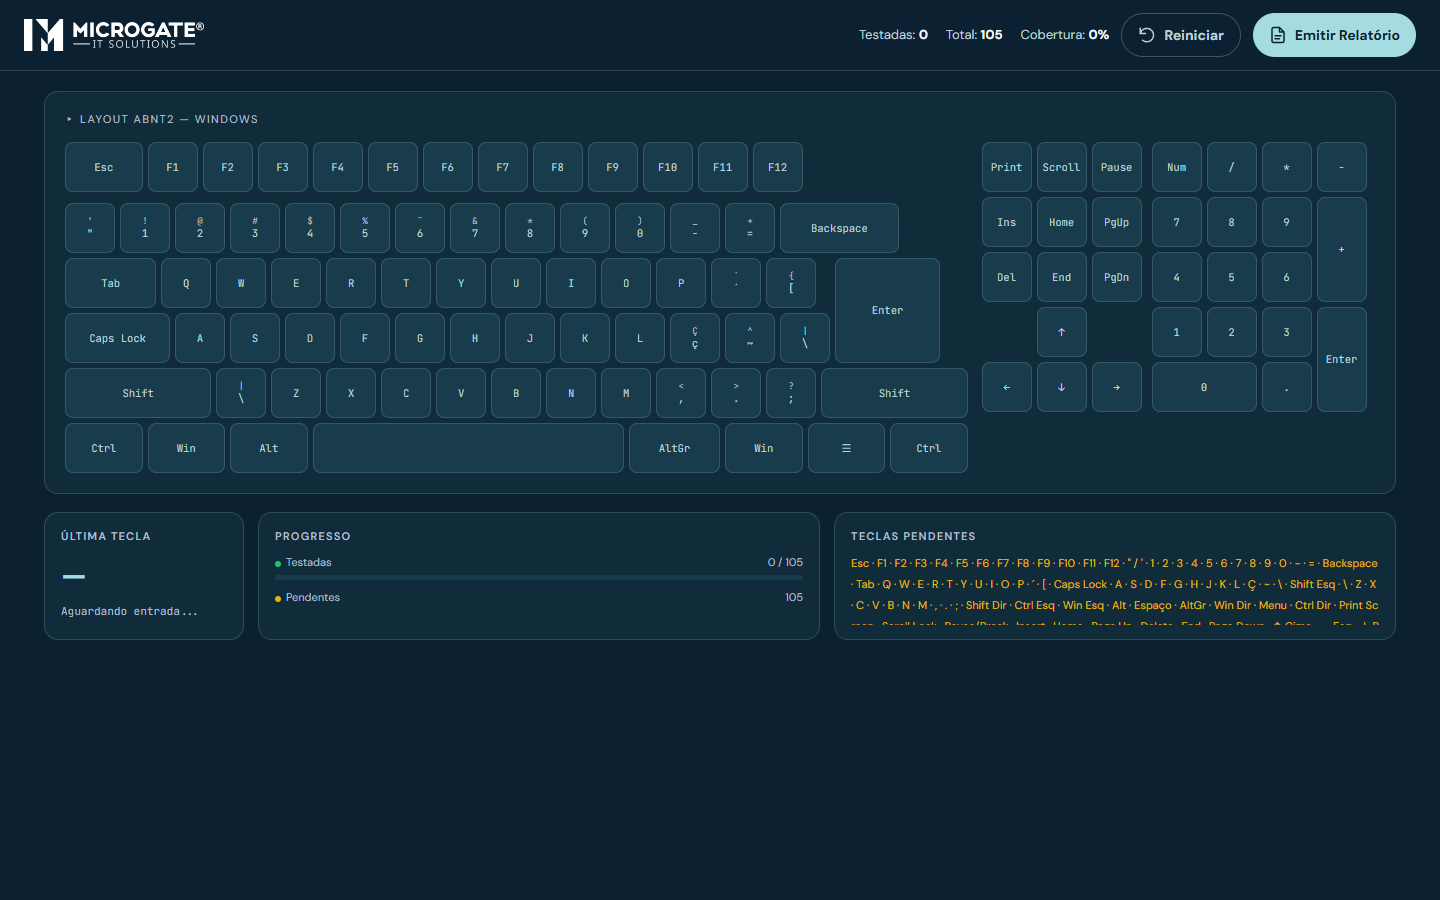 MICROGATE®
IT SOLUTIONS
Testadas: 0 Total: 105 Cobertura: 0% Reiniciar Emitir Relatório
‣ LAYOUT ABNT2 — WINDOWS
Esc F1 F2 F3 F4 F5 F6 F7 F8 F9 F10 F11 F12 Print Scroll Pause Num / * -
' ! @ # $ % ¨ & * ( ) _ +
" 1 2 3 4 5 6 7 8 9 0 - = Backspace Ins Home PgUp 7 8 9 +
Tab Q W E R T Y U I O P ` { Enter Del End PgDn 4 5 6
´ [
Caps Lock A S D F G H J K L Ç ^ | ↑ 1 2 3 Enter
ç ~ \
Shift | Z X C V B N M < > ? Shift ← ↓ → 0 .
\ , . ;
Ctrl Win Alt AltGr Win ☰ Ctrl
ÚLTIMA TECLA
—
Aguardando entrada...
PROGRESSO
Testadas 0 / 105
Pendentes 105
TECLAS PENDENTES
Esc · F1 · F2 · F3 · F4 · F5 · F6 · F7 · F8 · F9 · F10 · F11 · F12 · " / ' · 1 · 2 · 3 · 4 · 5 · 6 · 7 · 8 · 9 · 0 · - · = · Backspace
· Tab · Q · W · E · R · T · Y · U · I · O · P · ´ · [ · Caps Lock · A · S · D · F · G · H · J · K · L · Ç · ~ · \ · Shift Esq · \ · Z · X
· C · V · B · N · M · , · . · ; · Shift Dir · Ctrl Esq · Win Esq · Alt · Espaço · AltGr · Win Dir · Menu · Ctrl Dir · Print Sc